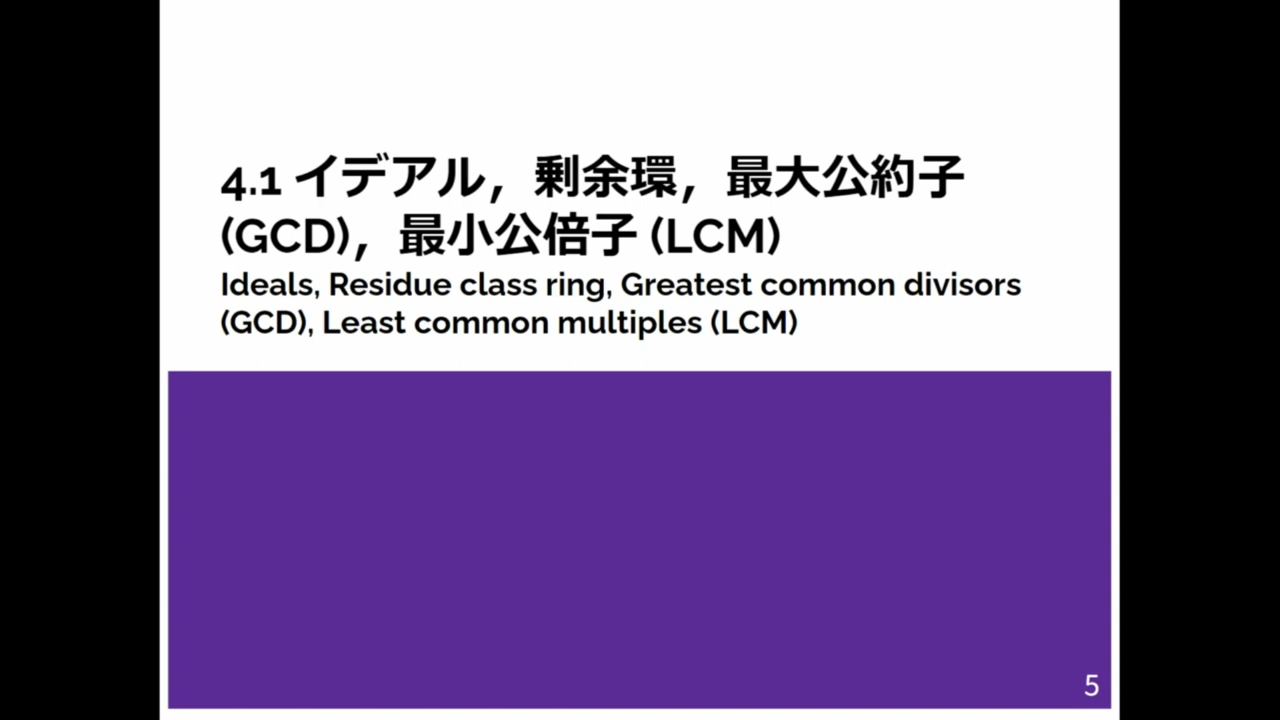 4.1 イデアル，剰余環，最大公約子
(GCD)，最小公倍子 (LCM)
Ideals, Residue class ring, Greatest common divisors
(GCD), Least common multiples (LCM)
5